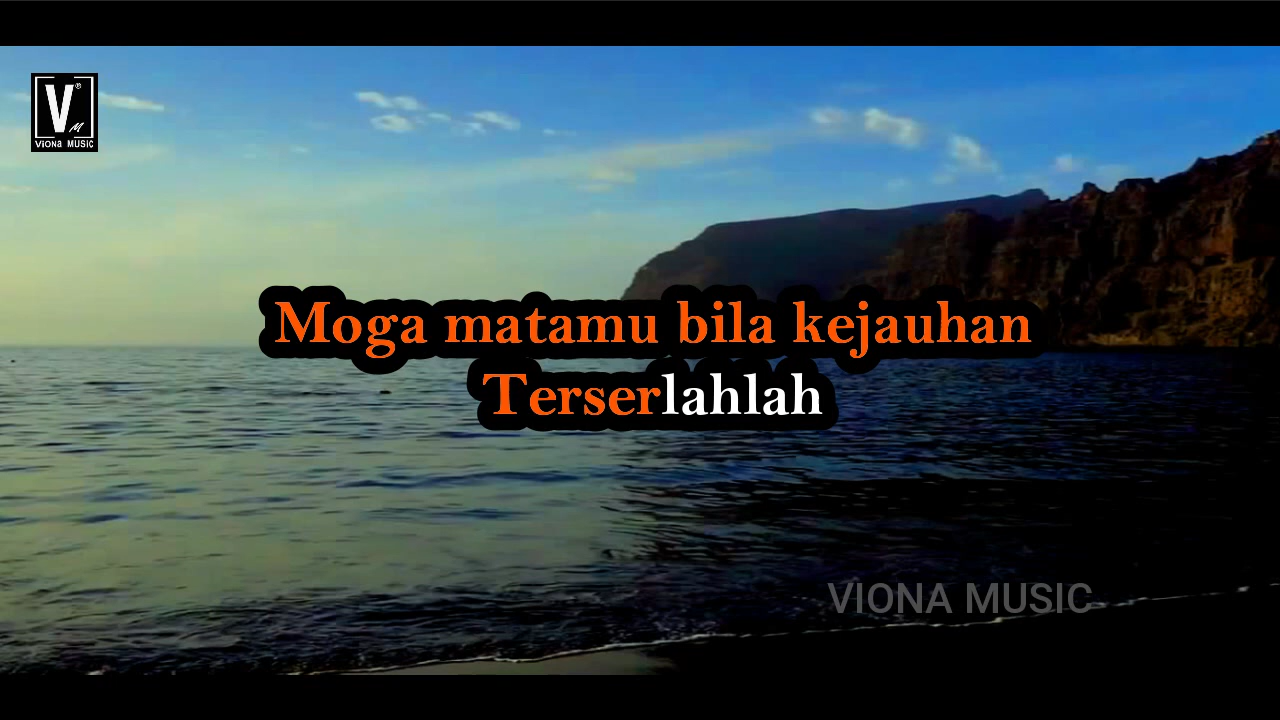 V®
M
VIONA MUSIC
Moga matamu bila kejauhan
Terserlahlah
VIONA MUSIC